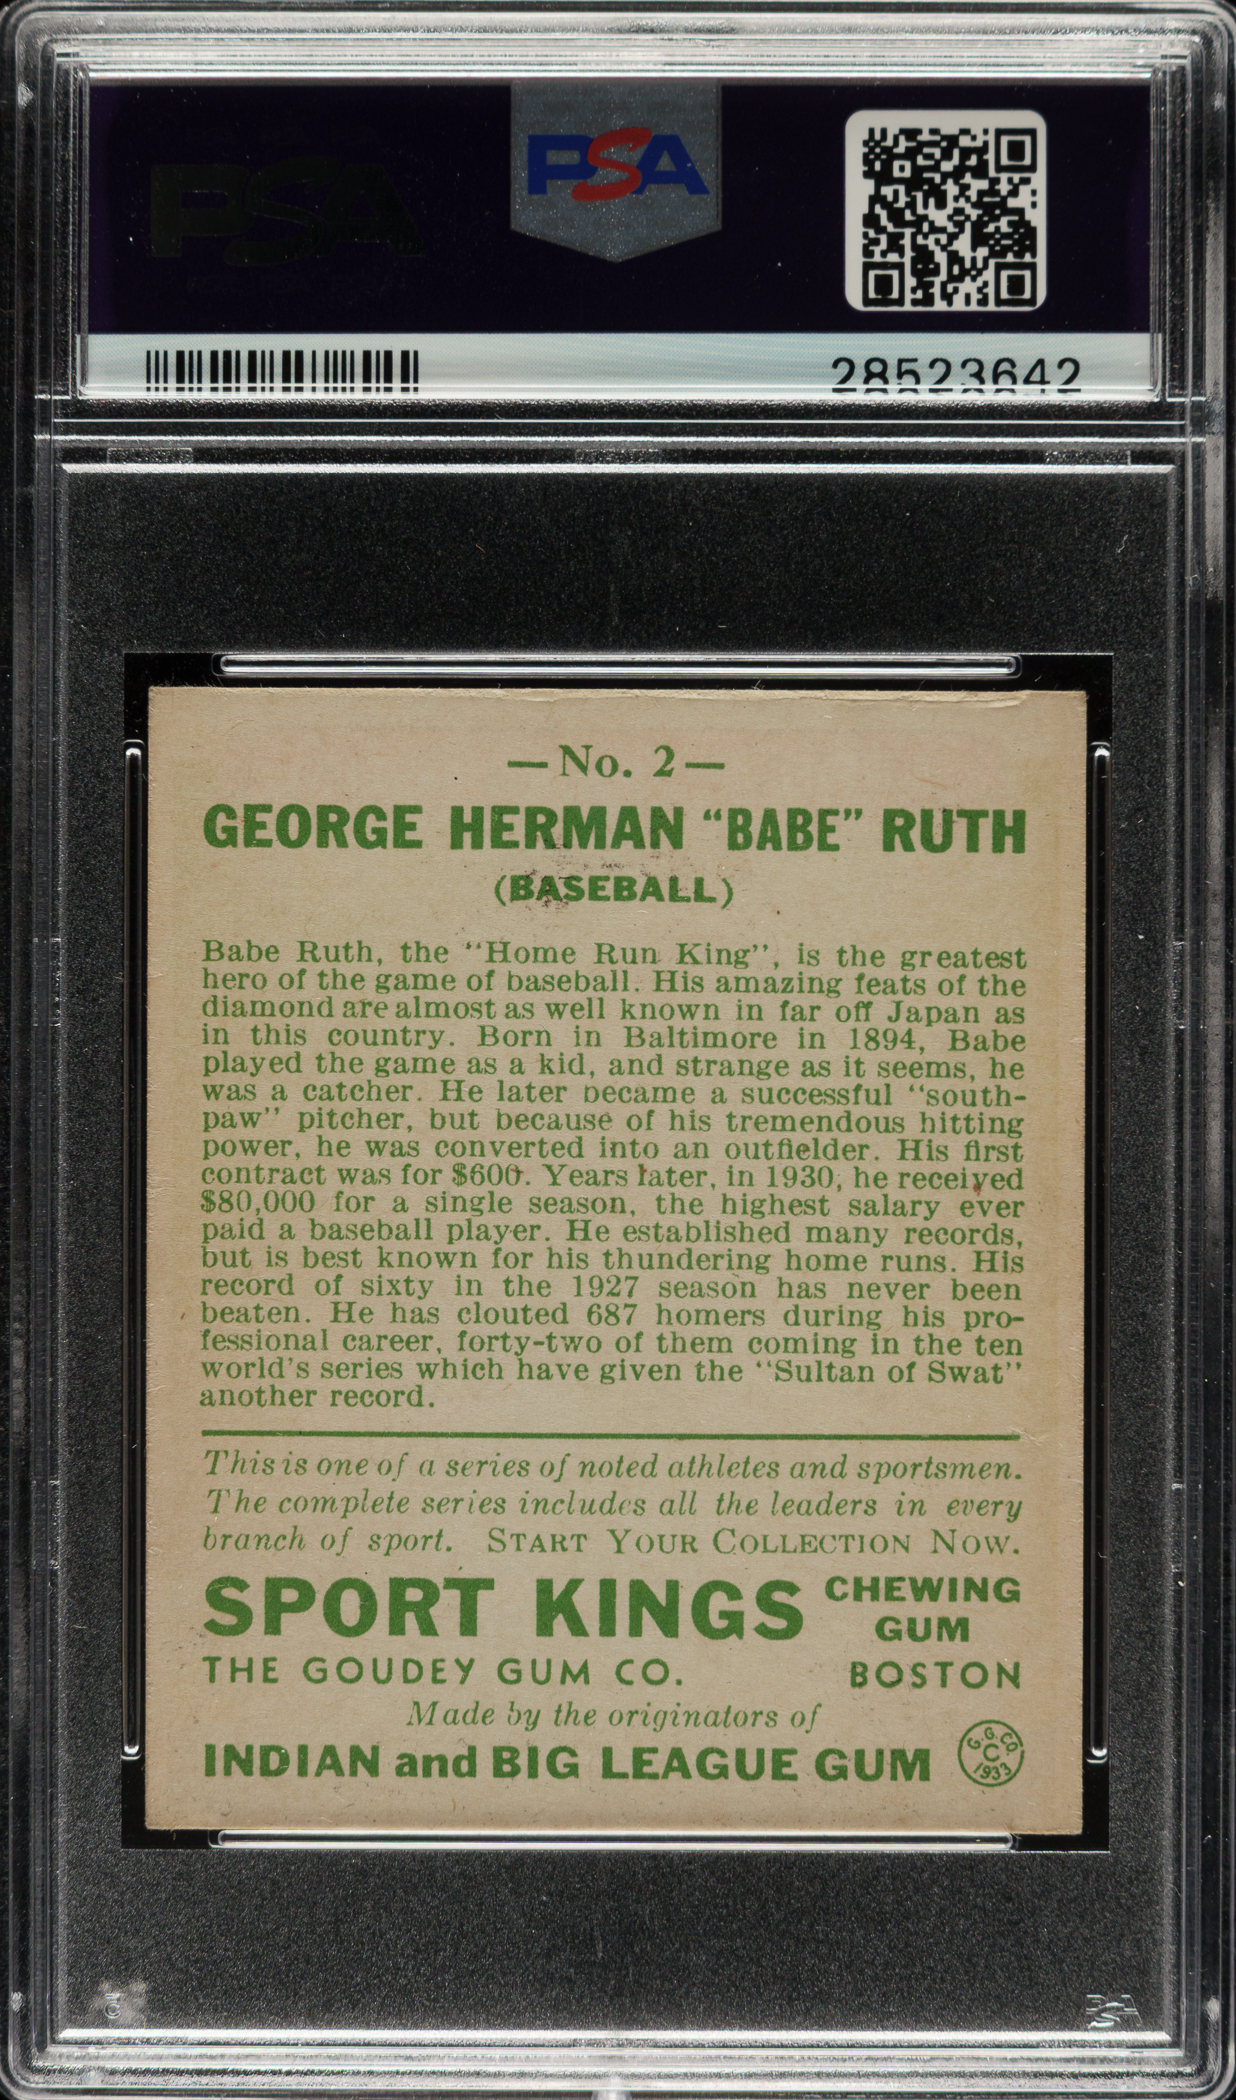 PSA
PSA
28523642
—No. 2—
GEORGE HERMAN “BABE” RUTH
(BASEBALL)
Babe Ruth, the “Home Run King”, is the greatest
hero of the game of baseball. His amazing feats of the
diamond are almost as well known in far off Japan as
in this country. Born in Baltimore in 1894, Babe
played the game as a kid, and strange as it seems, he
was a catcher. He later became a successful “south-
paw” pitcher, but because of his tremendous hitting
power, he was converted into an outfielder. His first
contract was for $600. Years later, in 1930, he received
$80,000 for a single season, the highest salary ever
paid a baseball player. He established many records,
but is best known for his thundering home runs. His
record of sixty in the 1927 season has never been
beaten. He has clouted 687 homers during his pro-
fessional career, forty-two of them coming in the ten
world's series which have given the “Sultan of Swat”
another record.
This is one of a series of noted athletes and sportsmen.
The complete series includes all the leaders in every
branch of sport. START YOUR COLLECTION NOW.
SPORT KINGS CHEWING GUM
THE GOUDEY GUM CO. BOSTON
Made by the originators of
INDIAN and BIG LEAGUE GUM
G. G. CO.
C
1933
PSA